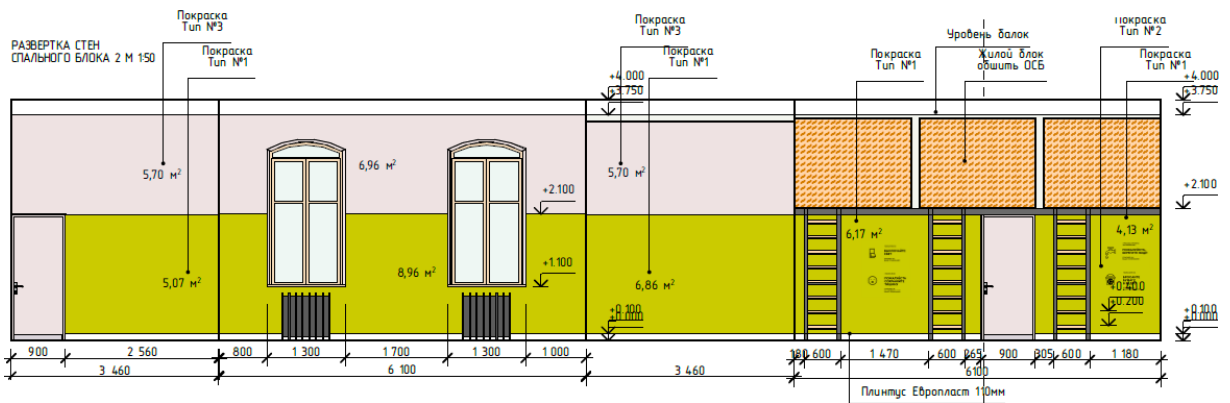 РАЗВЕРТКА СТЕН
СПАЛЬНОГО БЛОКА 2 М 1:50
Покраска
Тип №3
Покраска
Тип №1
Покраска
Тип №3
Покраска
Тип №1
Покраска
Тип №1
Уровень балок
Жилой блок
обшить ОСБ
Покраска
Тип №2
Покраска
Тип №1
+4.000
+3.750
+4.000
+3.750
5,70 м²
6,96 м²
5,70 м²
+2.100
+2.100
6,17 м²
4,13 м²
5,07 м²
8,96 м²
+1.100
6,86 м²
+0.400
+0.200
+0.100
+0.000
+0.100
+0.000
900
2 560
800
1 300
1 700
1 300
1 000
600
1 470
600
265
900
305
600
1 180
3 460
6 100
3 460
6100
Плинтус Европласт 110мм